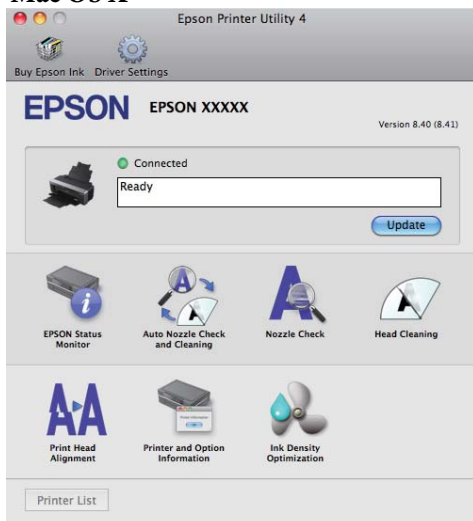 Mac OS X
Epson Printer Utility 4
Buy Epson Ink Driver Settings
EPSON EPSON XXXXX
Version 8.40 (8.41)
Connected
Ready
Update
EPSON Status
Monitor
Auto Nozzle Check
and Cleaning
Nozzle Check
Head Cleaning
Print Head
Alignment
Printer and Option
Information
Ink Density
Optimization
Printer List